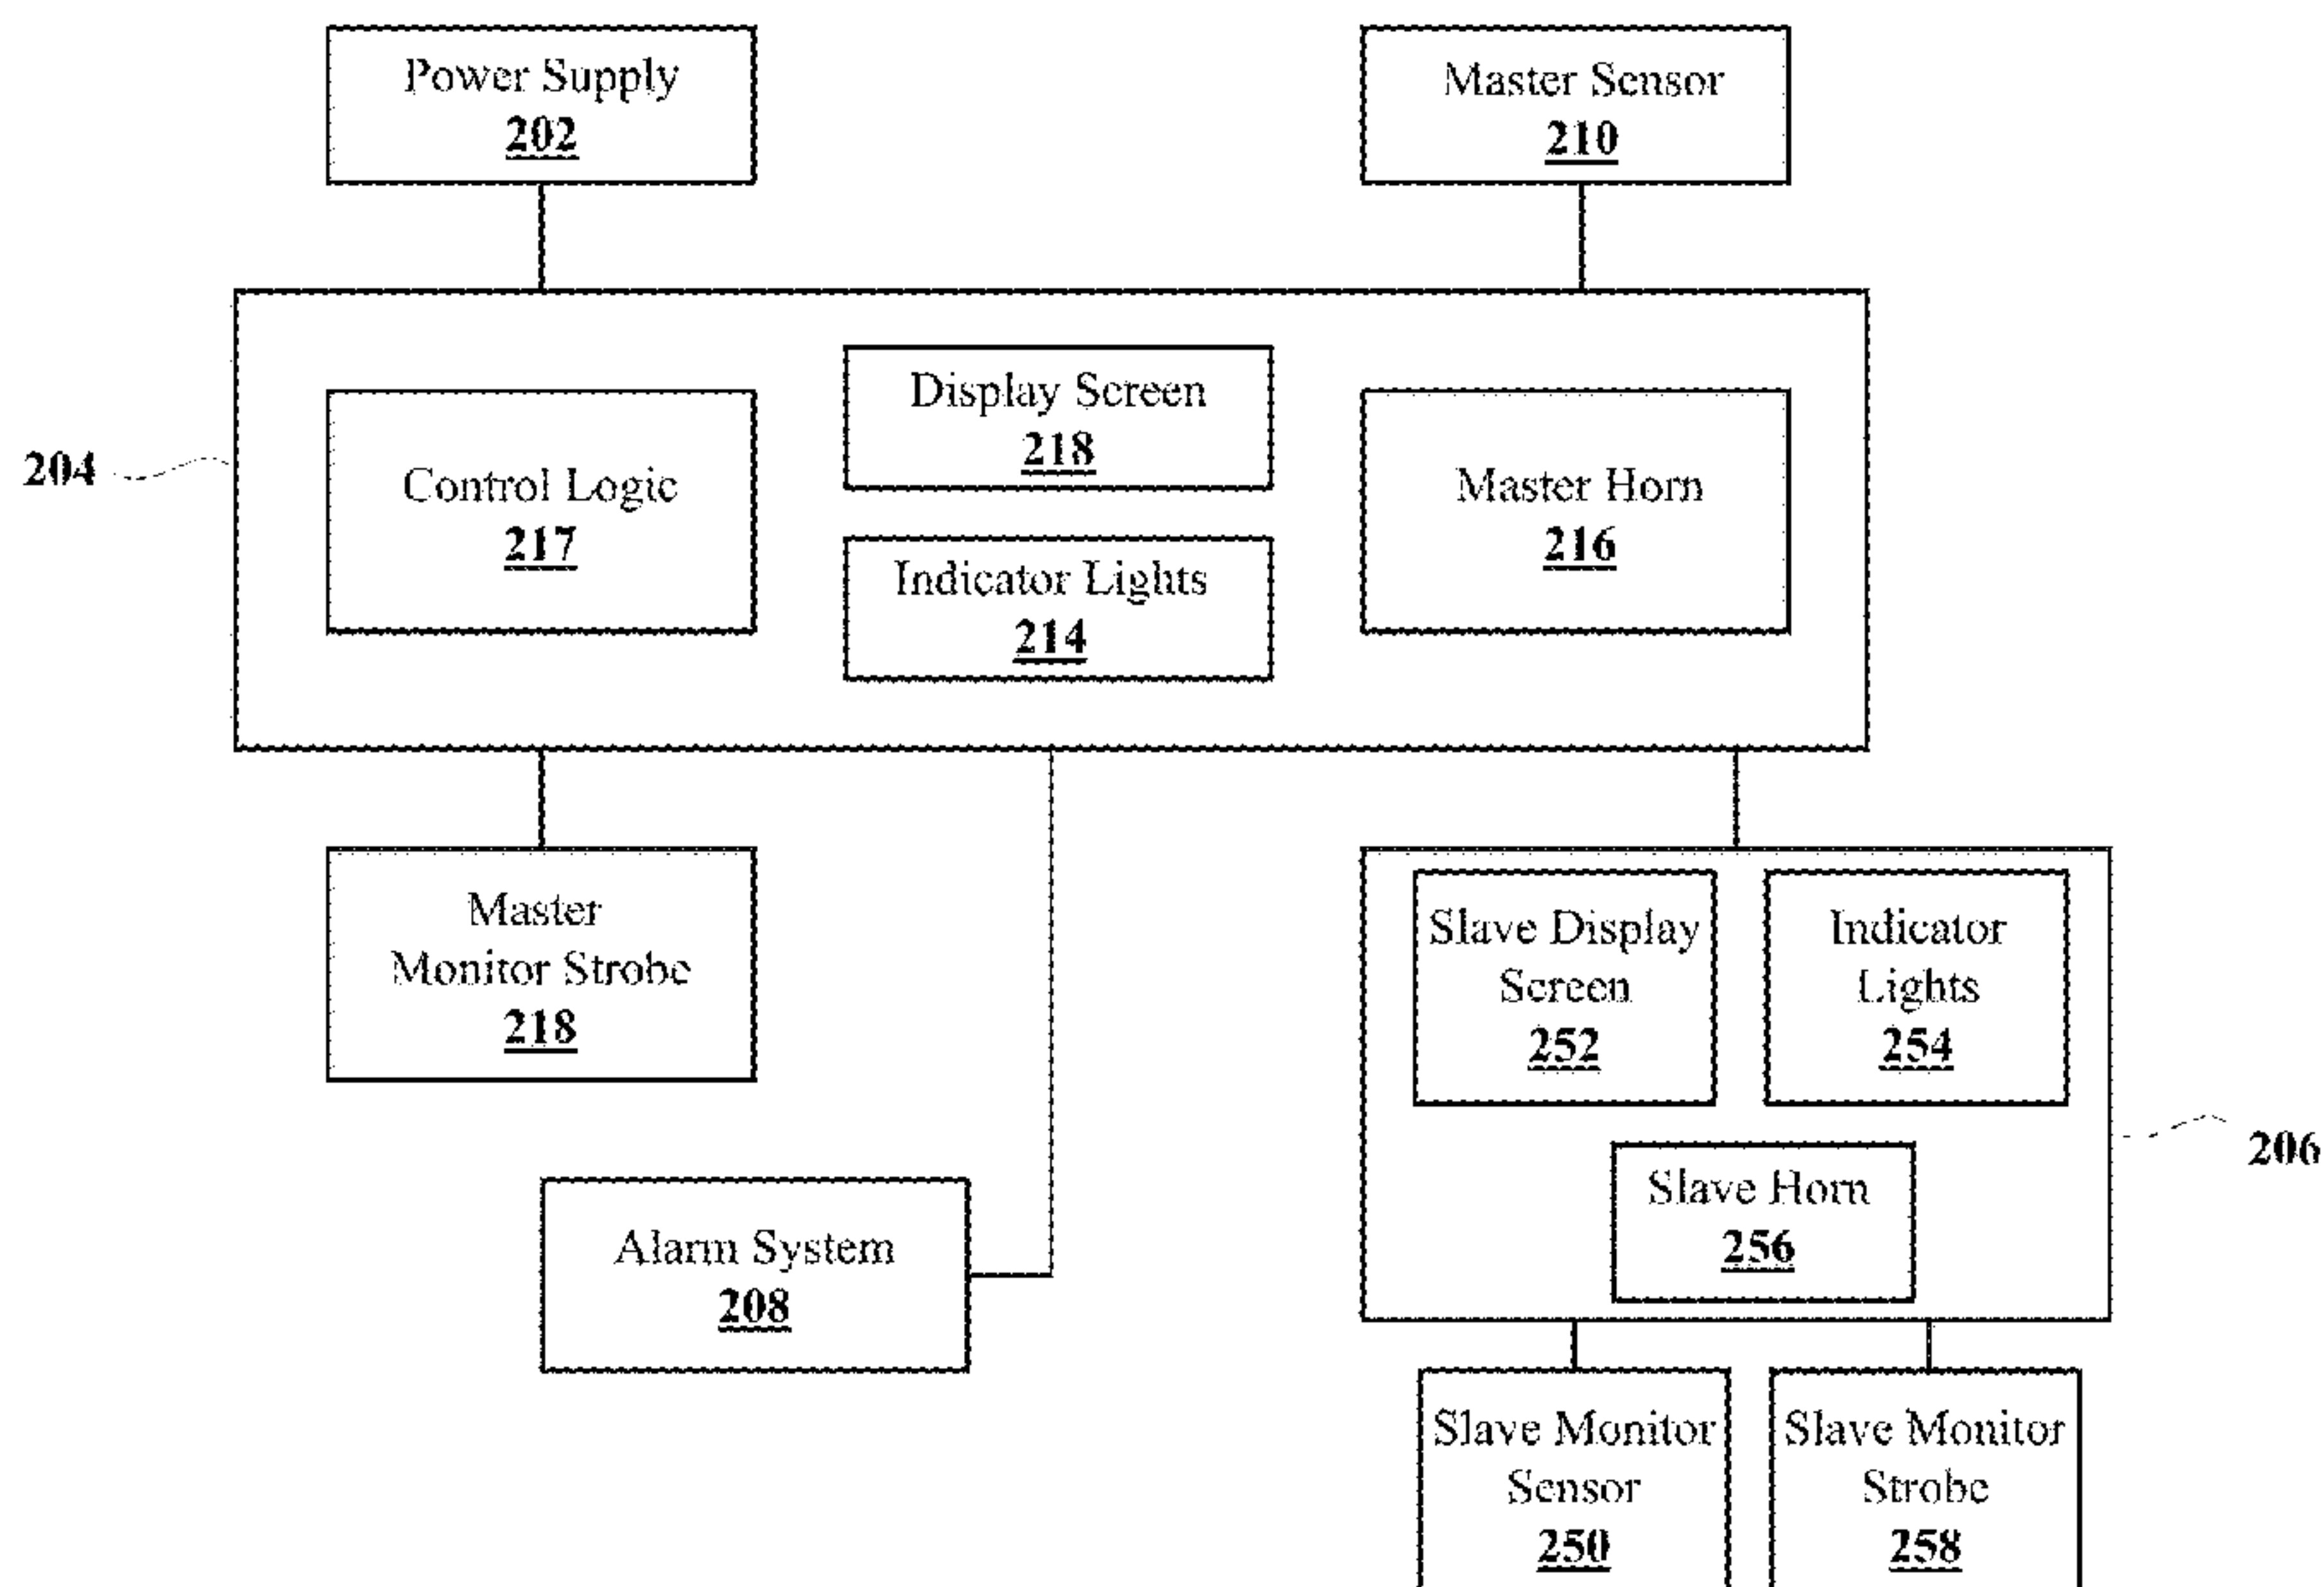 Power Supply
202
Master Sensor
210
204
Control Logic
217
Display Screen
218
Indicator Lights
214
Master Horn
216
Master
Monitor Strobe
218
Alarm System
208
Slave Display
Screen
252
Indicator
Lights
254
Slave Horn
256
206
Slave Monitor
Sensor
250
Slave Monitor
Strobe
258